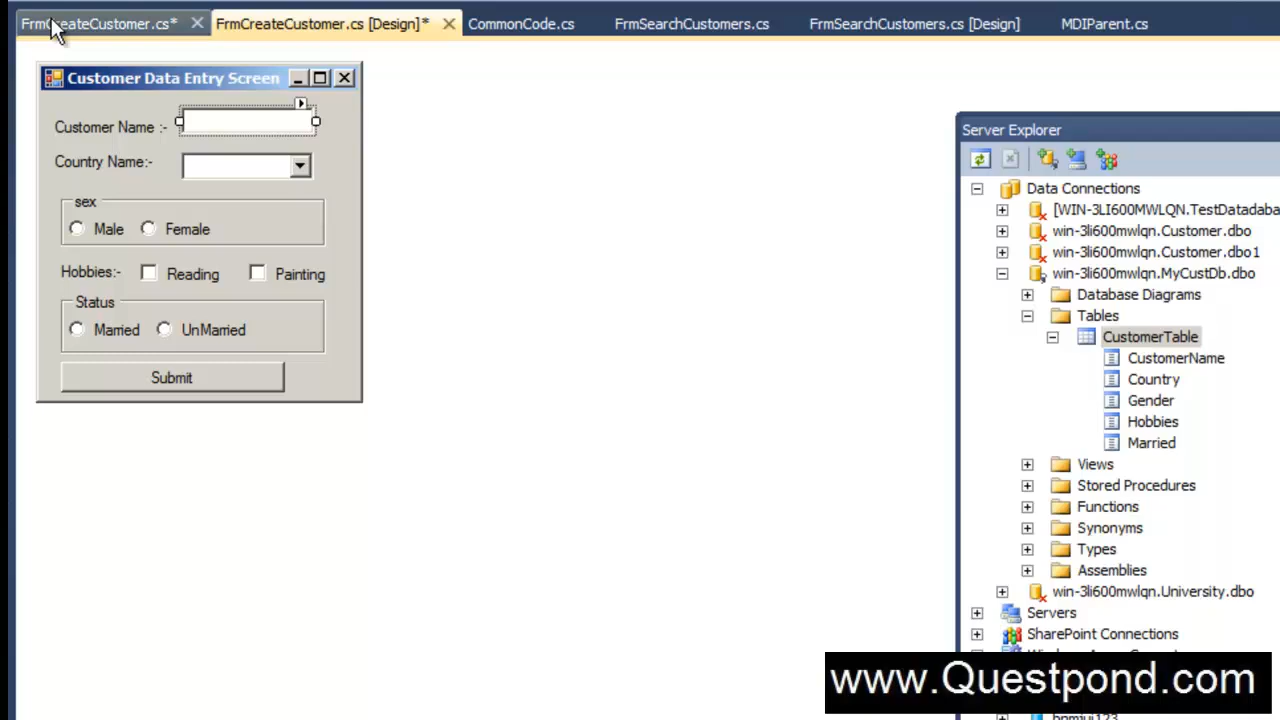 FrmCreateCustomer.cs*
FrmCreateCustomer.cs [Design]*
CommonCode.cs
FrmSearchCustomers.cs
FrmSearchCustomers.cs [Design]
MDIParent.cs
Customer Data Entry Screen
Customer Name :-
Country Name:-
sex
Male
Female
Hobbies:-
Reading
Painting
Status
Married
UnMarried
Submit
Server Explorer
Data Connections
[WIN-3LI600MWLQN.TestDatadaba
win-3li600mwlqn.Customer.dbo
win-3li600mwlqn.Customer.dbo1
win-3li600mwlqn.MyCustDb.dbo
Database Diagrams
Tables
CustomerTable
CustomerName
Country
Gender
Hobbies
Married
Views
Stored Procedures
Functions
Synonyms
Types
Assemblies
win-3li600mwlqn.University.dbo
Servers
SharePoint Connections
www.Questpond.com